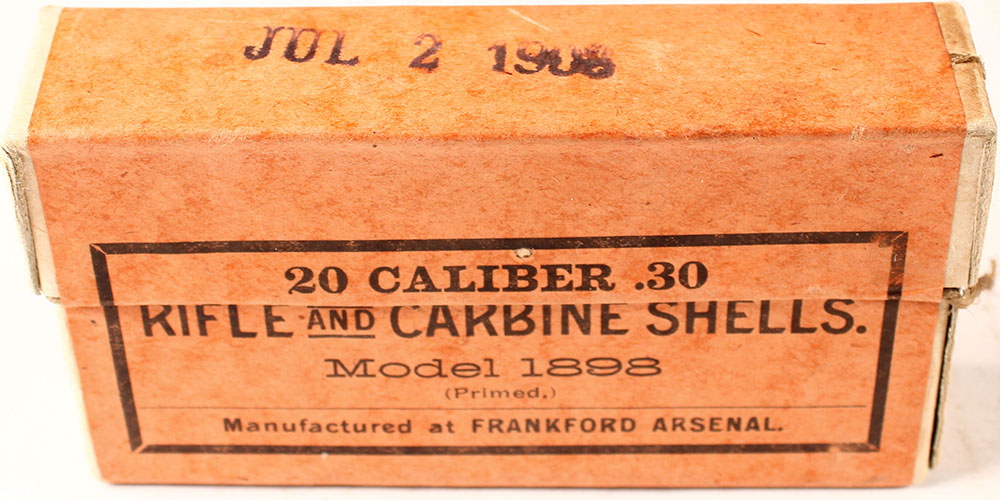 JUL 2 1908
20 CALIBER .30
RIFLE AND CARBINE SHELLS.
Model 1898
(Primed.)
Manufactured at FRANKFORD ARSENAL.